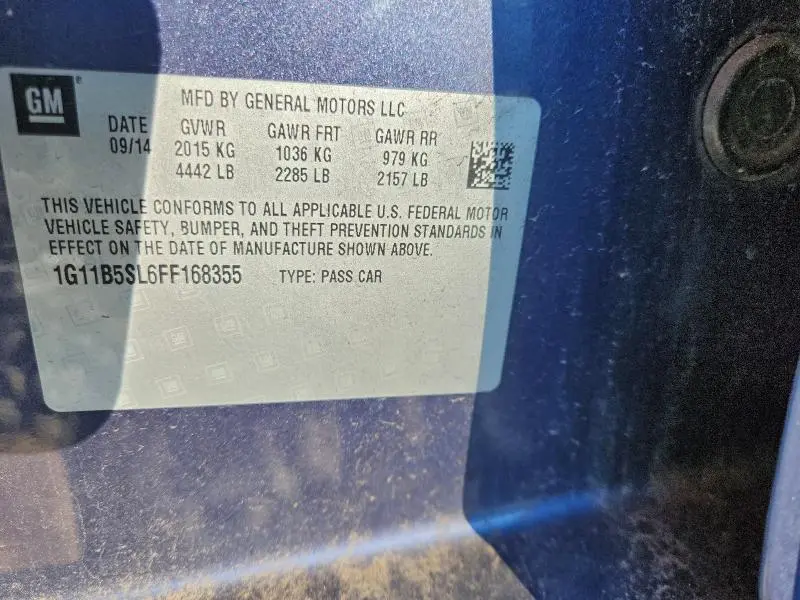 GM
MFD BY GENERAL MOTORS LLC
DATE GVWR GAWR FRT GAWR RR
09/14 2015 KG 1036 KG 979 KG
4442 LB 2285 LB 2157 LB
THIS VEHICLE CONFORMS TO ALL APPLICABLE U.S. FEDERAL MOTOR
VEHICLE SAFETY, BUMPER, AND THEFT PREVENTION STANDARDS IN
EFFECT ON THE DATE OF MANUFACTURE SHOWN ABOVE.
1G11B5SL6FF168355 TYPE: PASS CAR